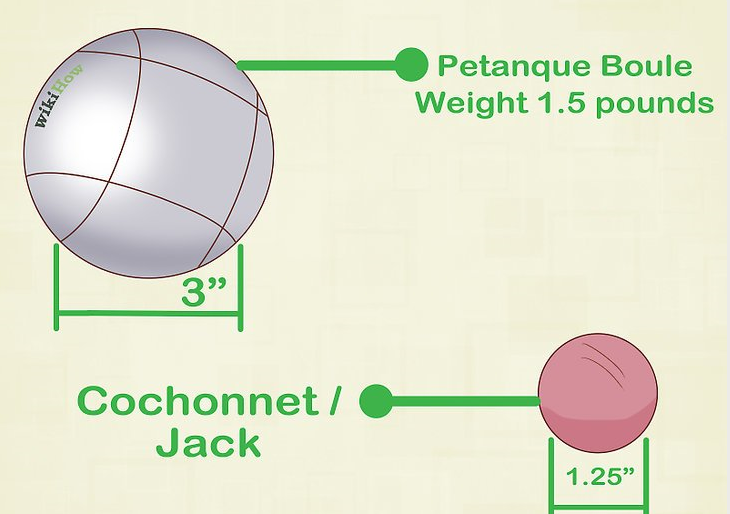 wikiHow
Petanque Boule
Weight 1.5 pounds
3”
Cochonnet /
Jack
1.25”